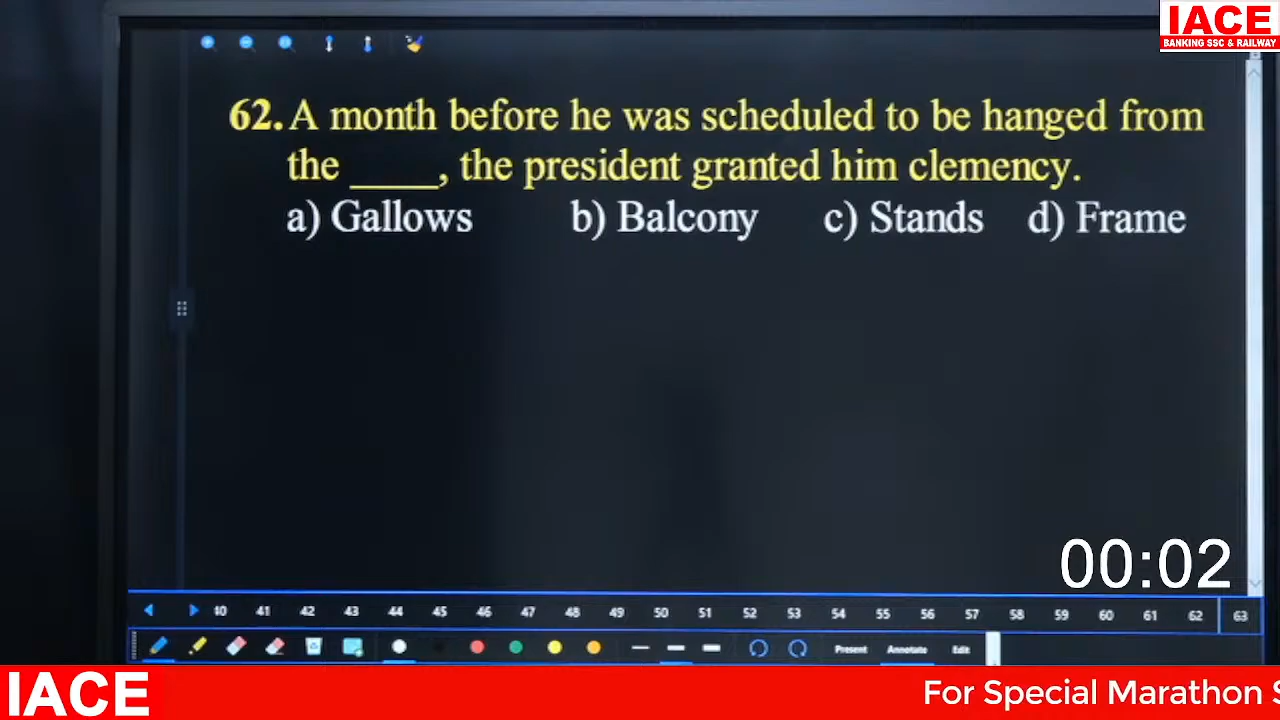 IACE
BANKING SSC & RAILWAY
62. A month before he was scheduled to be hanged from
the ____, the president granted him clemency.
a) Gallows b) Balcony c) Stands d) Frame
00:02
40 41 42 43 44 45 46 47 48 49 50 51 52 53 54 55 56 57 58 59 60 61 62 63
Present Annotate Edit
IACE
For Special Marathon S